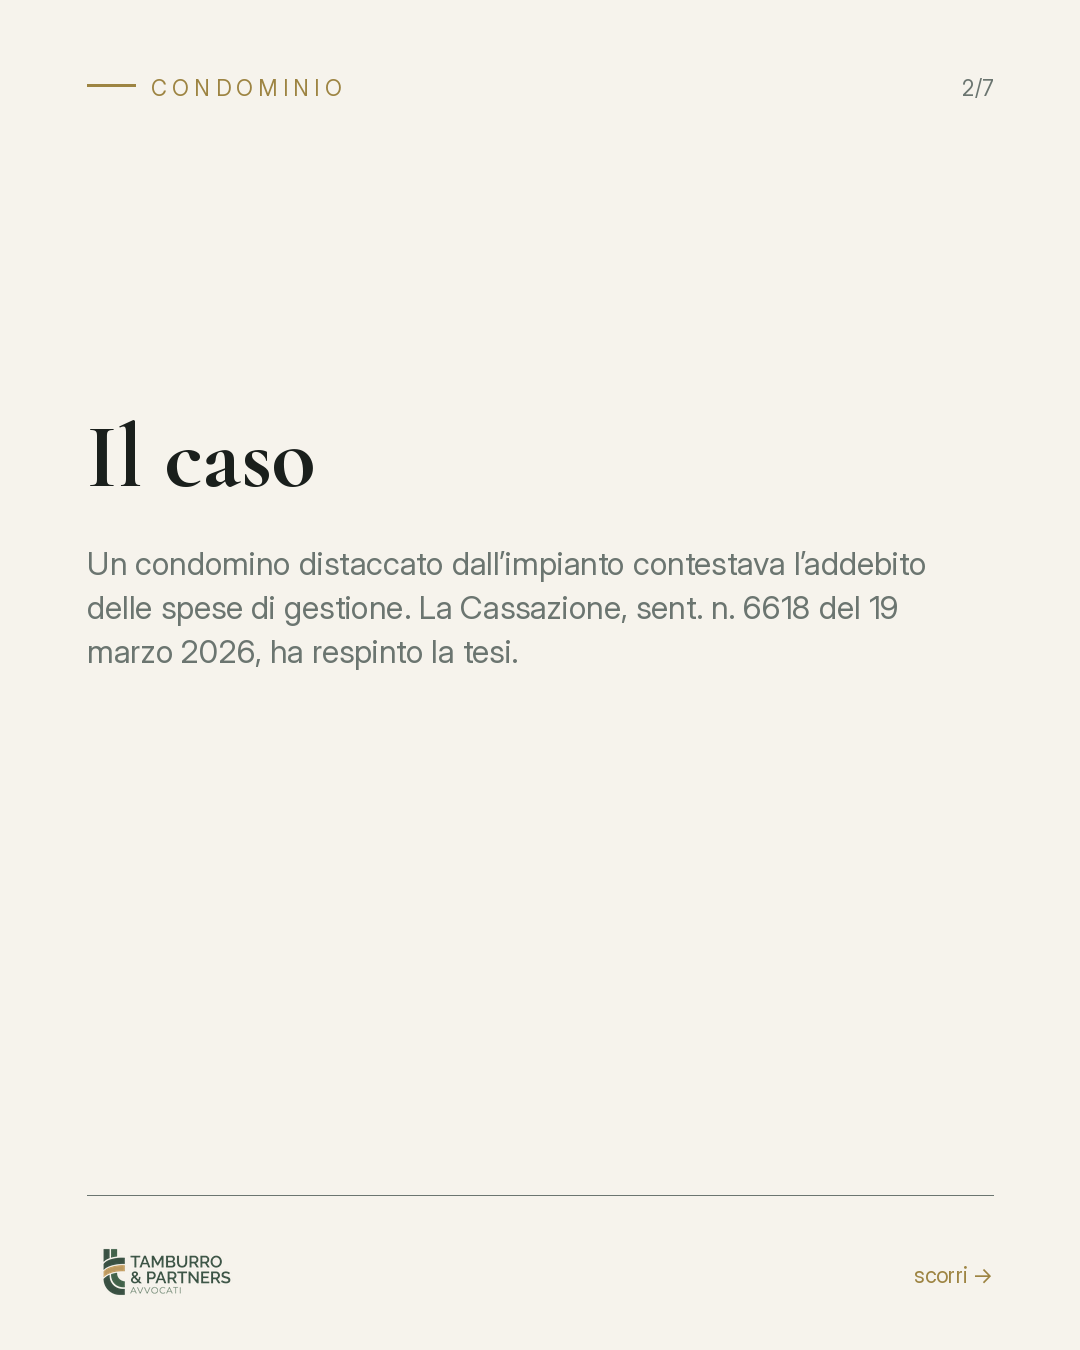 CONDOMINIO
2/7
Il caso
Un condomino distaccato dall’impianto contestava l’addebito
delle spese di gestione. La Cassazione, sent. n. 6618 del 19
marzo 2026, ha respinto la tesi.
TAMBURRO
& PARTNERS
AVVOCATI
scorri →